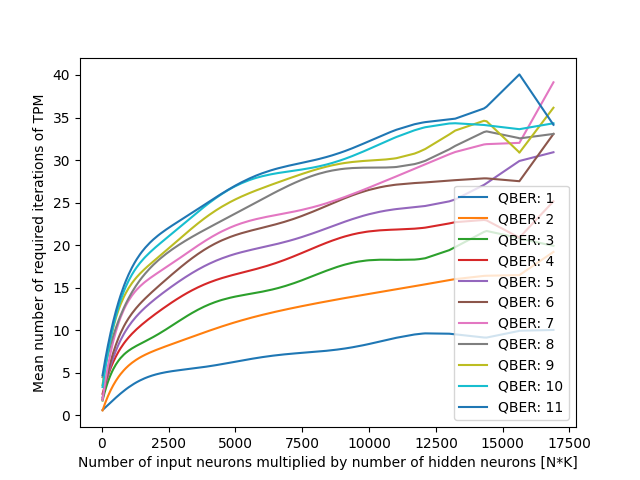 40
35
30
25
20
15
10
5
0
Mean number of required iterations of TPM
QBER: 1
QBER: 2
QBER: 3
QBER: 4
QBER: 5
QBER: 6
QBER: 7
QBER: 8
QBER: 9
QBER: 10
QBER: 11
0 2500 5000 7500 10000 12500 15000 17500
Number of input neurons multiplied by number of hidden neurons [N*K]